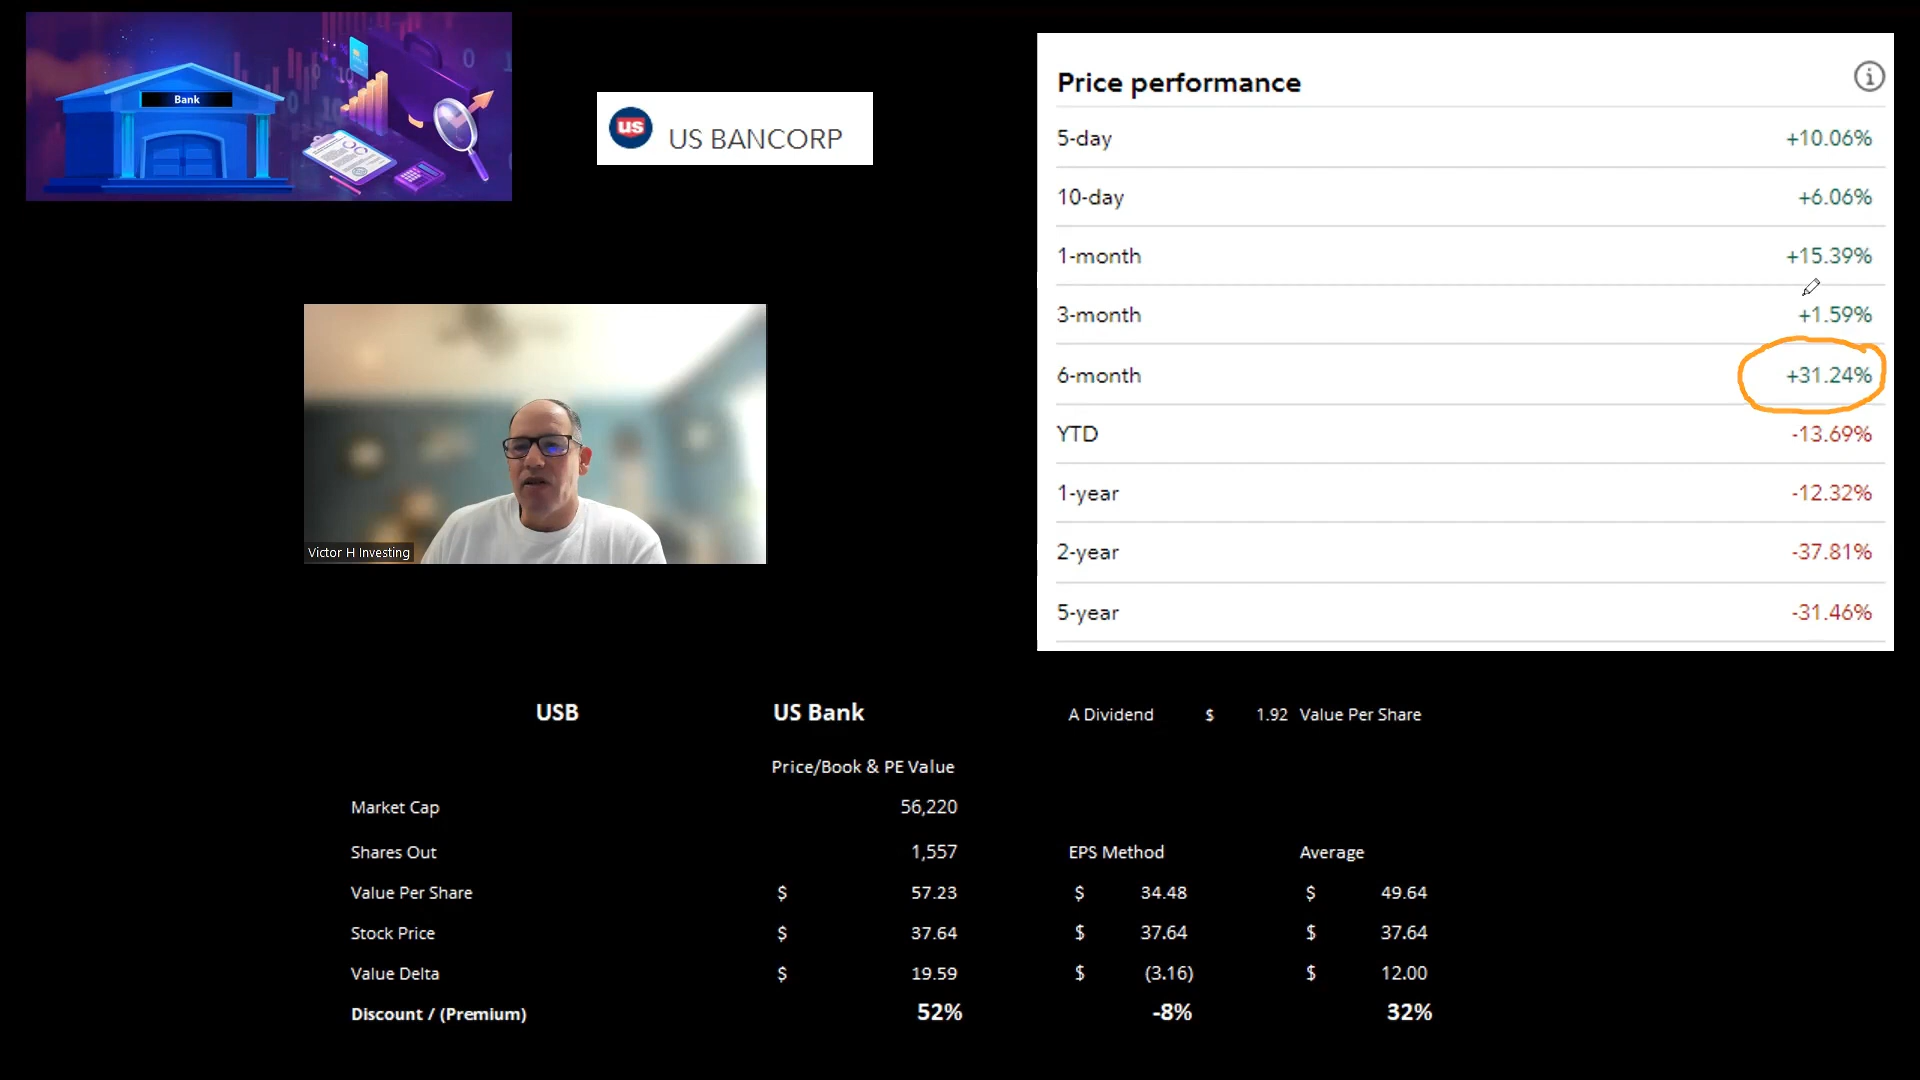 Bank
us US BANCORP
Price performance
5-day +10.06%
10-day +6.06%
1-month +15.39%
3-month +1.59%
6-month +31.24%
YTD -13.69%
1-year -12.32%
2-year -37.81%
5-year -31.46%
Victor H Investing
USB US Bank A Dividend $ 1.92 Value Per Share
Price/Book & PE Value
Market Cap 56,220
Shares Out 1,557 EPS Method Average
Value Per Share $ 57.23 $ 34.48 $ 49.64
Stock Price $ 37.64 $ 37.64 $ 37.64
Value Delta $ 19.59 $ (3.16) $ 12.00
Discount / (Premium) 52% -8% 32%